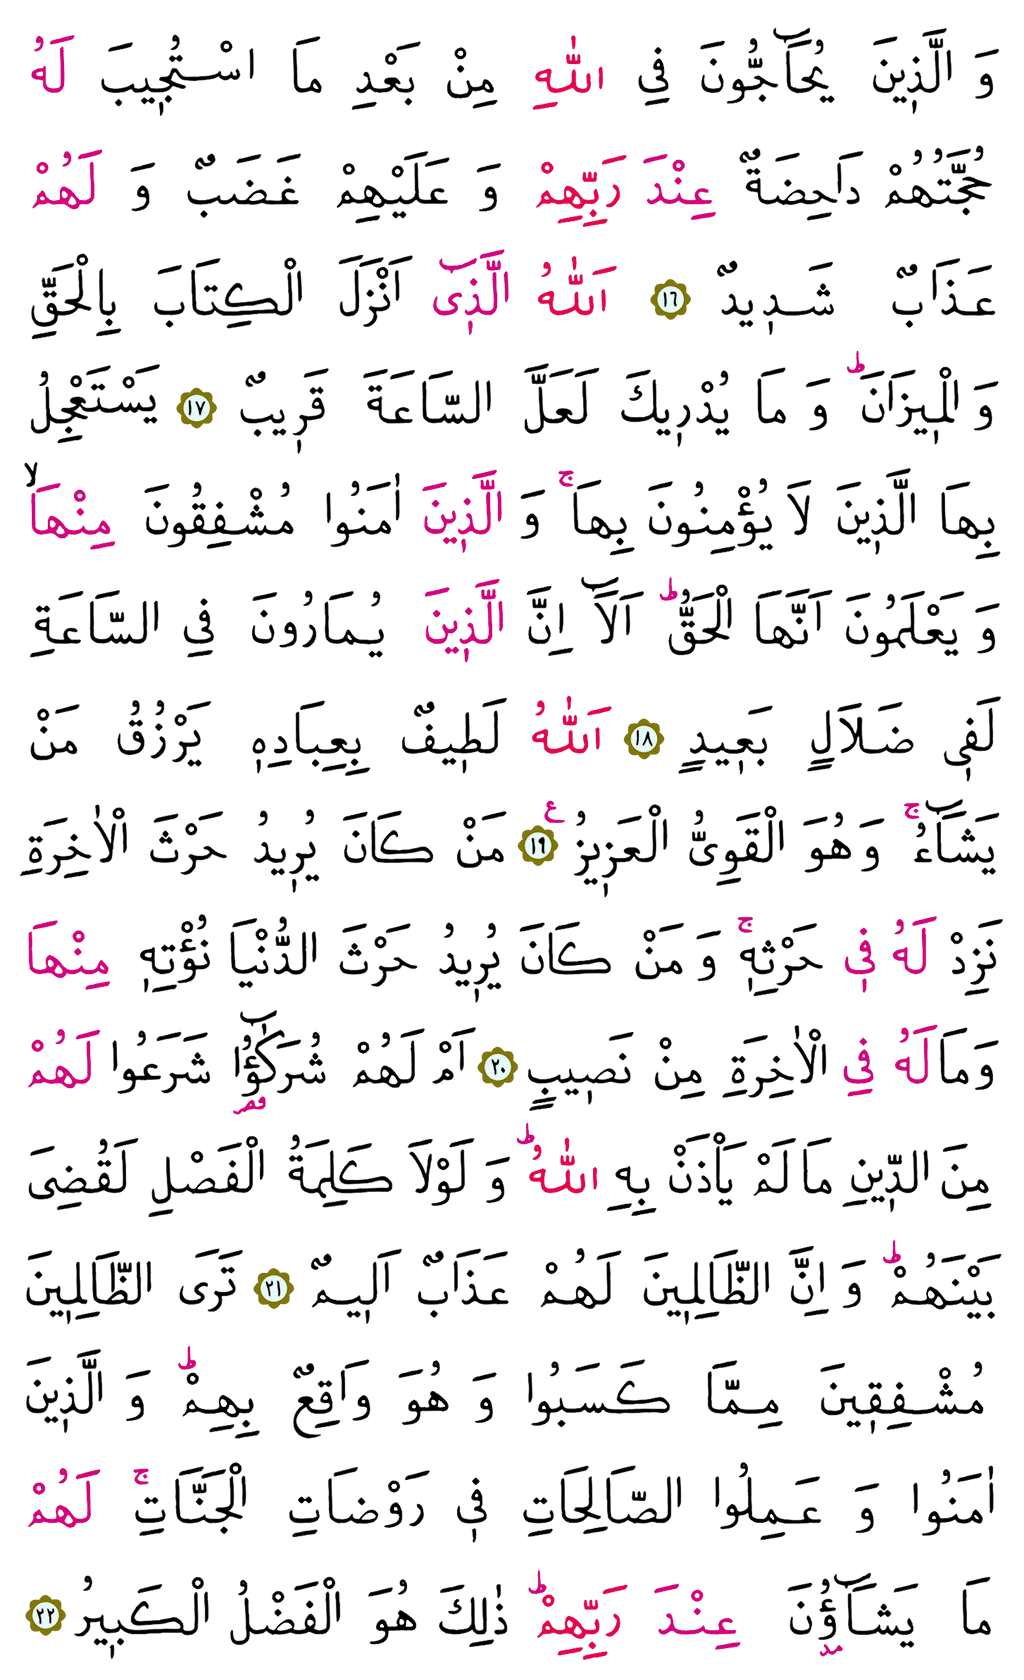 وَ الَّذٖينَ يُحَٓاجُّونَ فِي اللّٰهِ مِنْ بَعْدِ مَا اسْتُجٖيبَ لَهُ
حُجَّتُهُمْ دَاحِضَةٌ عِنْدَ رَبِّهِمْ وَ عَلَيْهِمْ غَضَبٌ وَ لَهُمْ
عَذَابٌ شَدٖيدٌ ﴿١٦﴾ اَللّٰهُ الَّذٖٓى اَنْزَلَ الْكِتَابَ بِالْحَقِّ
وَ الْمٖيزَانَ ؕ وَ مَا يُدْرٖيكَ لَعَلَّ السَّاعَةَ قَرٖيبٌ ﴿١٧﴾ يَسْتَعْجِلُ
بِهَا الَّذٖينَ لَا يُؤْمِنُونَ بِهَا ۚ وَ الَّذٖينَ اٰمَنُوا مُشْفِقُونَ مِنْهَا ۙ
وَ يَعْلَمُونَ اَنَّهَا الْحَقُّ ؕ اَلَٓا اِنَّ الَّذٖينَ يُمَارُونَ فِي السَّاعَةِ
لَفٖى ضَلَالٍ بَعٖيدٍ ﴿١٨﴾ اَللّٰهُ لَطٖيفٌ بِعِبَادِهٖ يَرْزُقُ مَنْ
يَشَٓاءُ ۚ وَ هُوَ الْقَوِىُّ الْعَزٖيزُ ﴿١٩﴾ ع مَنْ كَانَ يُرٖيدُ حَرْثَ الْاٰخِرَةِ
نَزِدْ لَهُ فٖى حَرْثِهٖ ۚ وَ مَنْ كَانَ يُرٖيدُ حَرْثَ الدُّنْيَا نُؤْتِهٖ مِنْهَا
وَ مَا لَهُ فِي الْاٰخِرَةِ مِنْ نَصٖيبٍ ﴿٢٠﴾ اَمْ لَهُمْ شُرَكٰٓؤُا قصر شَرَعُوا لَهُمْ
مِنَ الدّٖينِ مَا لَمْ يَأْذَنْ بِهِ اللّٰهُ ؕ وَ لَوْلَا كَلِمَةُ الْفَصْلِ لَقُضِىَ
بَيْنَهُمْ ؕ وَ اِنَّ الظَّالِمٖينَ لَهُمْ عَذَابٌ اَلٖيمٌ ﴿٢١﴾ تَرَى الظَّالِمٖينَ
مُشْفِقٖينَ مِمَّا كَسَبُوا وَ هُوَ وَاقِعٌ بِهِمْ ؕ وَ الَّذٖينَ
اٰمَنُوا وَ عَمِلُوا الصَّالِحَاتِ فٖى رَوْضَاتِ الْجَنَّاتِ ۚ لَهُمْ
مَا يَشَٓاؤُنَ مد عِنْدَ رَبِّهِمْ ؕ ذٰلِكَ هُوَ الْفَضْلُ الْكَبٖيرُ ﴿٢٢﴾